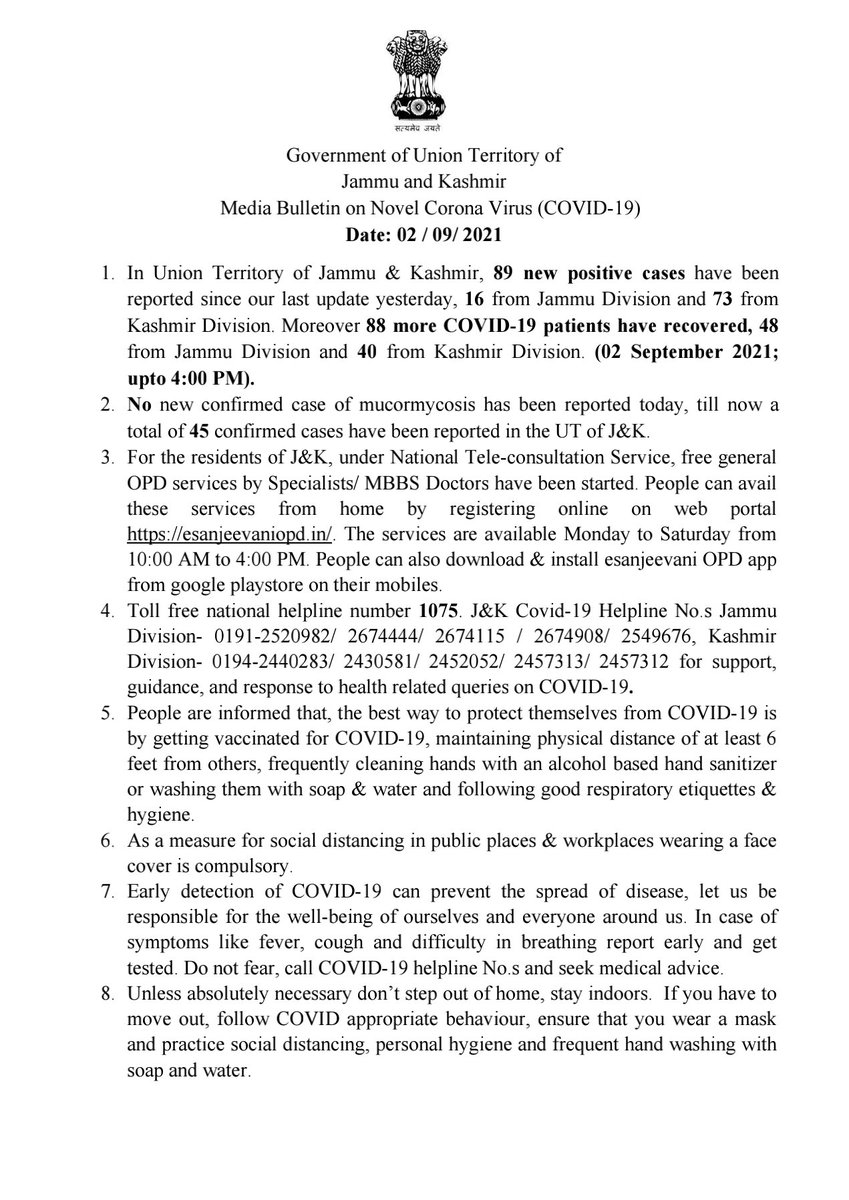 सत्यमेव जयते
Government of Union Territory of
Jammu and Kashmir
Media Bulletin on Novel Corona Virus (COVID-19)
Date: 02 / 09/ 2021
1. In Union Territory of Jammu & Kashmir, 89 new positive cases have been
reported since our last update yesterday, 16 from Jammu Division and 73 from
Kashmir Division. Moreover 88 more COVID-19 patients have recovered, 48
from Jammu Division and 40 from Kashmir Division. (02 September 2021;
upto 4:00 PM).
2. No new confirmed case of mucormycosis has been reported today, till now a
total of 45 confirmed cases have been reported in the UT of J&K.
3. For the residents of J&K, under National Tele-consultation Service, free general
OPD services by Specialists/ MBBS Doctors have been started. People can avail
these services from home by registering online on web portal
https://esanjeevaniopd.in/. The services are available Monday to Saturday from
10:00 AM to 4:00 PM. People can also download & install esanjeevani OPD app
from google playstore on their mobiles.
4. Toll free national helpline number 1075. J&K Covid-19 Helpline No.s Jammu
Division- 0191-2520982/ 2674444/ 2674115 / 2674908/ 2549676, Kashmir
Division- 0194-2440283/ 2430581/ 2452052/ 2457313/ 2457312 for support,
guidance, and response to health related queries on COVID-19.
5. People are informed that, the best way to protect themselves from COVID-19 is
by getting vaccinated for COVID-19, maintaining physical distance of at least 6
feet from others, frequently cleaning hands with an alcohol based hand sanitizer
or washing them with soap & water and following good respiratory etiquettes &
hygiene.
6. As a measure for social distancing in public places & workplaces wearing a face
cover is compulsory.
7. Early detection of COVID-19 can prevent the spread of disease, let us be
responsible for the well-being of ourselves and everyone around us. In case of
symptoms like fever, cough and difficulty in breathing report early and get
tested. Do not fear, call COVID-19 helpline No.s and seek medical advice.
8. Unless absolutely necessary don’t step out of home, stay indoors. If you have to
move out, follow COVID appropriate behaviour, ensure that you wear a mask
and practice social distancing, personal hygiene and frequent hand washing with
soap and water.